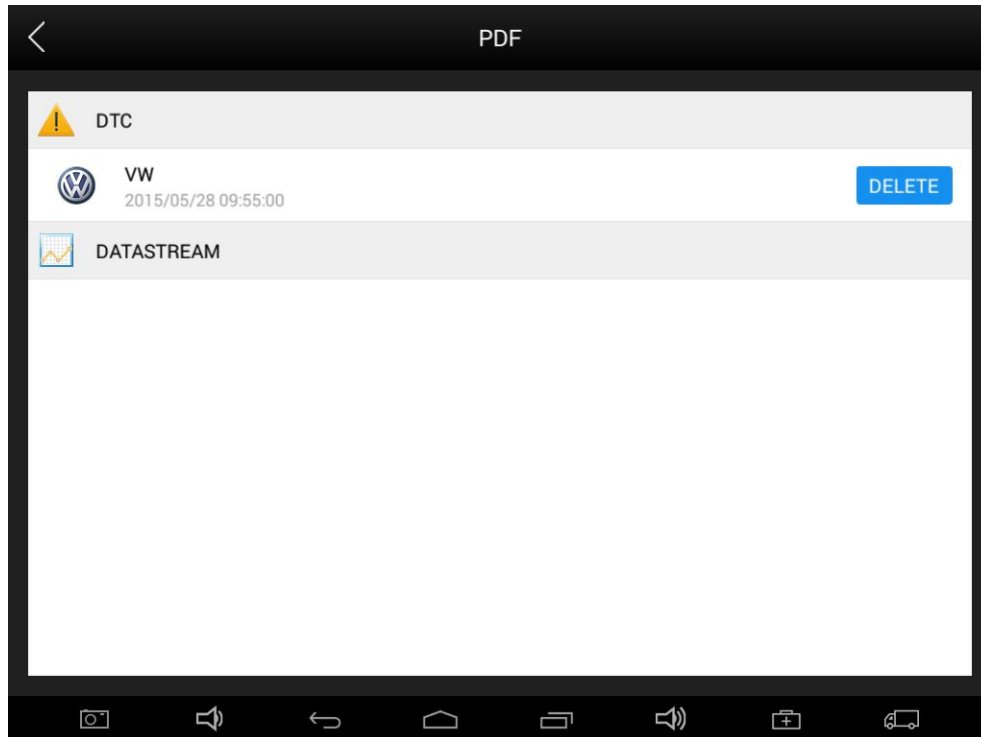 PDF
DTC
VW
2015/05/28 09:55:00
DELETE
DATASTREAM